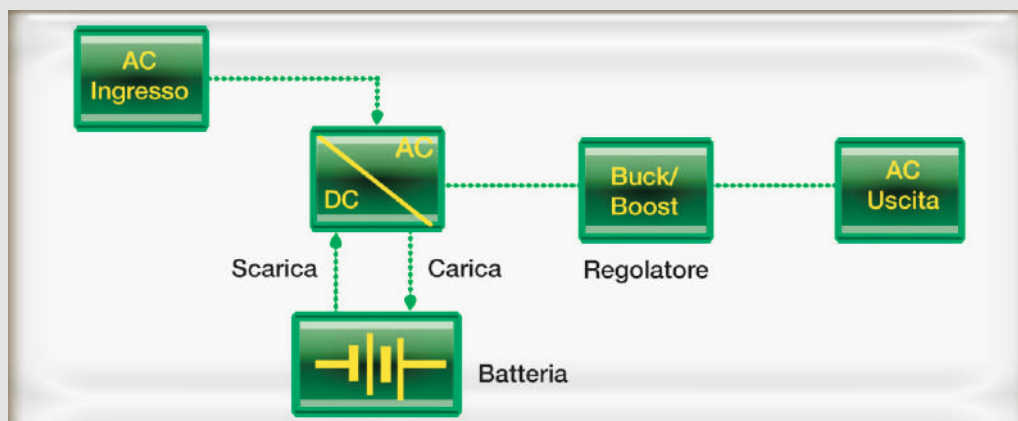 AC
Ingresso
AC
DC
Buck/
Boost
AC
Uscita
Scarica
Carica
Regolatore
Batteria